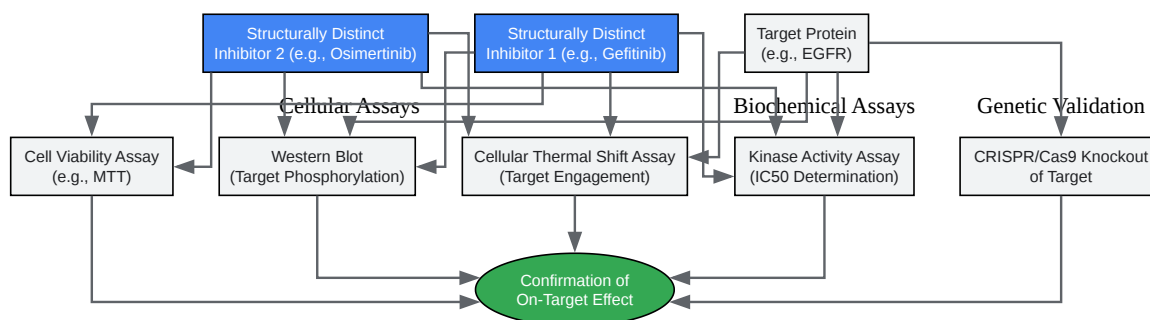 Structurally Distinct
Inhibitor 2 (e.g., Osimertinib)
Structurally Distinct
Inhibitor 1 (e.g., Gefitinib)
Target Protein
(e.g., EGFR)
Cellular Assays
Biochemical Assays
Genetic Validation
Cell Viability Assay
(e.g., MTT)
Western Blot
(Target Phosphorylation)
Cellular Thermal Shift Assay
(Target Engagement)
Kinase Activity Assay
(IC50 Determination)
CRISPR/Cas9 Knockout
of Target
Confirmation of
On-Target Effect